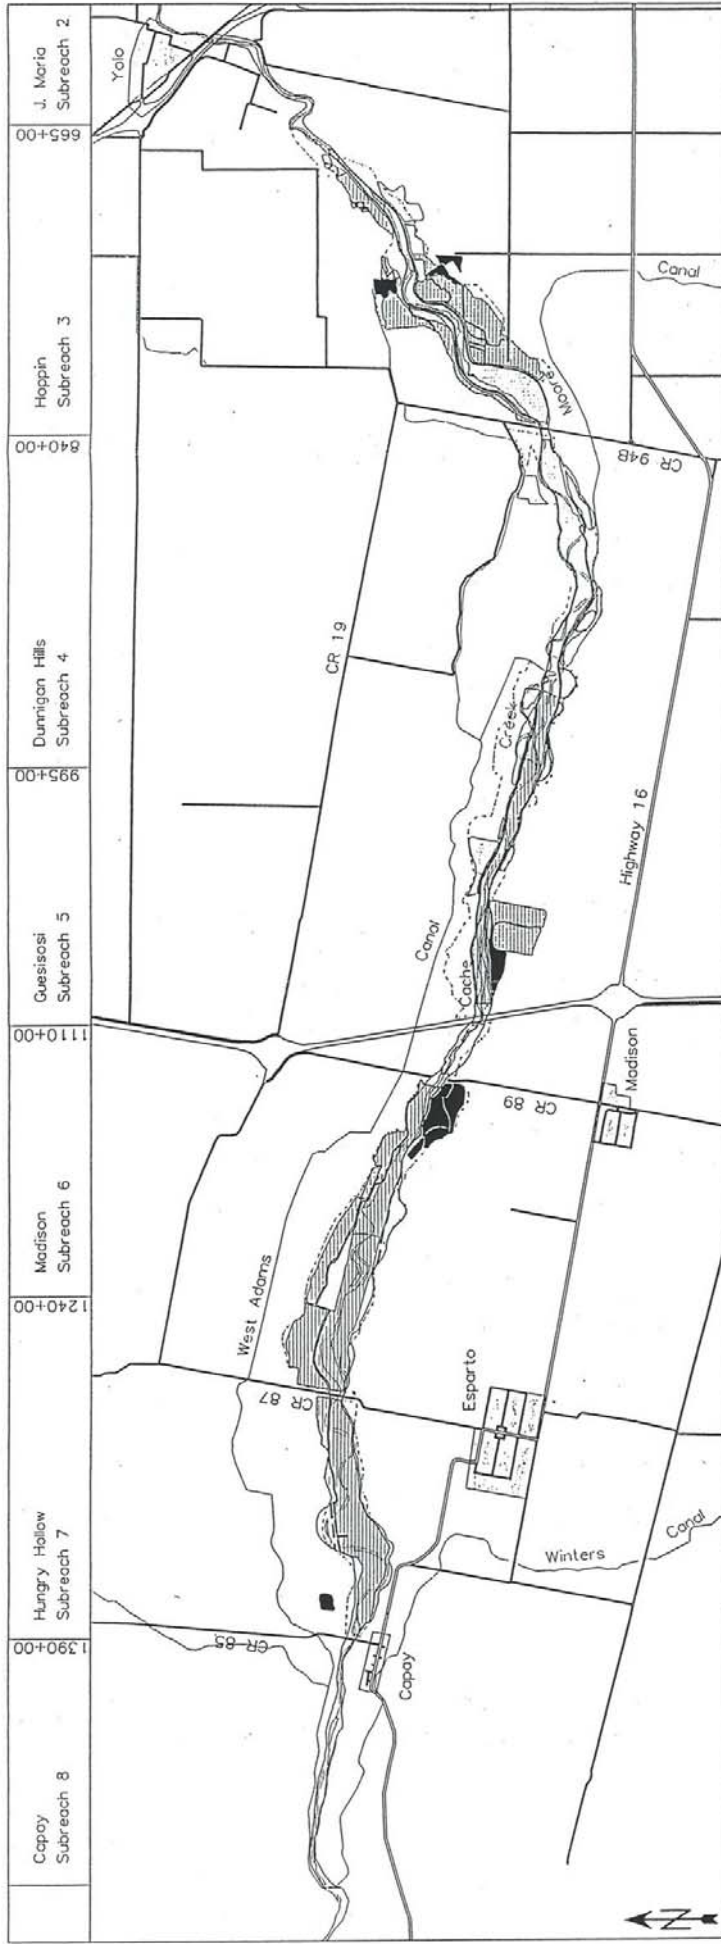 Capay
Subreach 8
1390+00
Hungry Hollow
Subreach 7
1240+00
Madison
Subreach 6
1110+00
Guesisosi
Subreach 5
995+00
Dunnigan Hills
Subreach 4
840+00
Hoppin
Subreach 3
665+00
J. Maria
Subreach 2
Yolo
CR 85
West Adams
Canal
CR 87
CR 19
Capay
Esparto
Winters
Canal
CR 89
Madison
Cache
Creek
Highway 16
CR 94B
Moore
Canal
N